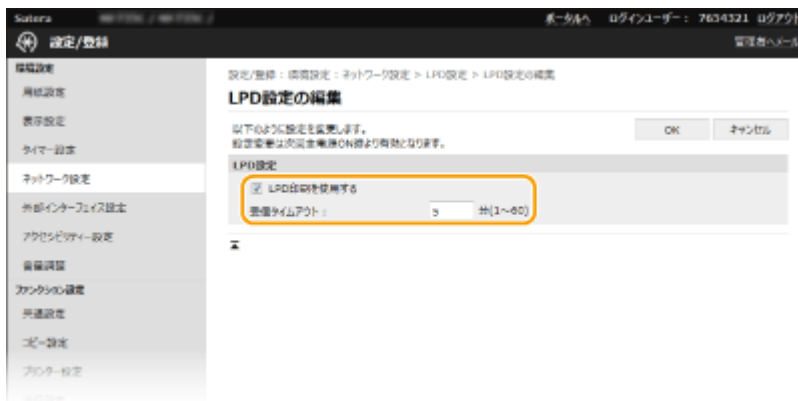 Satera
ポータルへ ログインユーザー: 7654321 ログアウト
設定/登録
管理者へメール
環境設定
用紙設定
表示設定
タイマー設定
ネットワーク設定
外部インターフェイス設定
アクセシビリティー設定
音量調整
ファンクション設定
共通設定
コピー設定
プリンター設定
設定/登録 : 環境設定 : ネットワーク設定 > LPD設定 > LPD設定の編集
LPD設定の編集
以下のように設定を変更します。
設定変更は次回主電源ON時より有効となります。
OK キャンセル
LPD設定
LPD印刷を使用する
受信タイムアウト : 5 分(1~60)